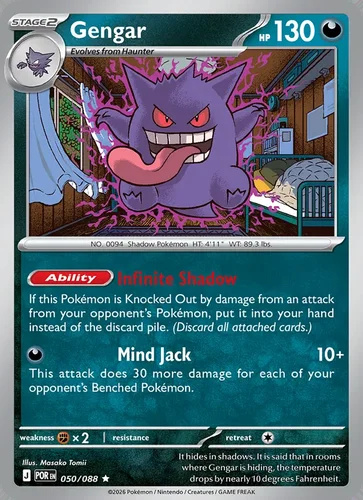 STAGE2 Gengar HP 130
Evolves from Haunter
NO. 0094 Shadow Pokémon HT: 4'11" WT: 89.3 lbs.
Ability Infinite Shadow
If this Pokémon is Knocked Out by damage from an attack
from your opponent's Pokémon, put it into your hand
instead of the discard pile. (Discard all attached cards.)
Mind Jack 10+
This attack does 30 more damage for each of your
opponent's Benched Pokémon.
weakness ×2 resistance retreat
Illus. Masako Tomii
J POR EN 050/088 ★
It hides in shadows. It is said that in rooms
where Gengar is hiding, the temperature
drops by nearly 10 degrees Fahrenheit.
©2026 Pokémon / Nintendo / Creatures / GAME FREAK